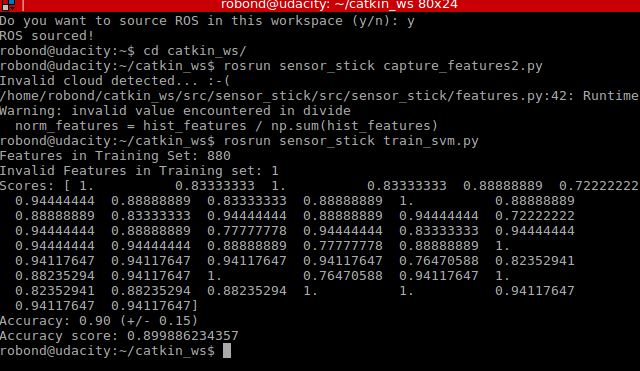 robond@udacity: ~/catkin_ws 80x24
Do you want to source ROS in this workspace (y/n): y
ROS sourced!
robond@udacity:~$ cd catkin_ws/
robond@udacity:~/catkin_ws$ rosrun sensor_stick capture_features2.py
Invalid cloud detected... :-(
/home/robond/catkin_ws/src/sensor_stick/src/sensor_stick/features.py:42: Runtime
Warning: invalid value encountered in divide
  norm_features = hist_features / np.sum(hist_features)
robond@udacity:~/catkin_ws$ rosrun sensor_stick train_svm.py
Features in Training Set: 880
Invalid Features in Training set: 1
Scores: [ 1.          0.83333333  1.          0.83333333  0.88888889  0.72222222
  0.94444444  0.88888889  0.83333333  0.88888889  1.          0.88888889
  0.88888889  0.83333333  0.94444444  0.88888889  0.94444444  0.72222222
  0.94444444  0.88888889  0.77777778  0.94444444  0.83333333  0.94444444
  0.94444444  0.94444444  0.88888889  0.77777778  0.88888889  1.
  0.94117647  0.94117647  0.94117647  0.94117647  0.76470588  0.82352941
  0.88235294  0.94117647  1.          0.76470588  0.94117647  1.
  0.82352941  0.88235294  0.88235294  1.          1.          0.94117647
  0.94117647  0.94117647]
Accuracy: 0.90 (+/- 0.15)
Accuracy score: 0.899886234357
robond@udacity:~/catkin_ws$